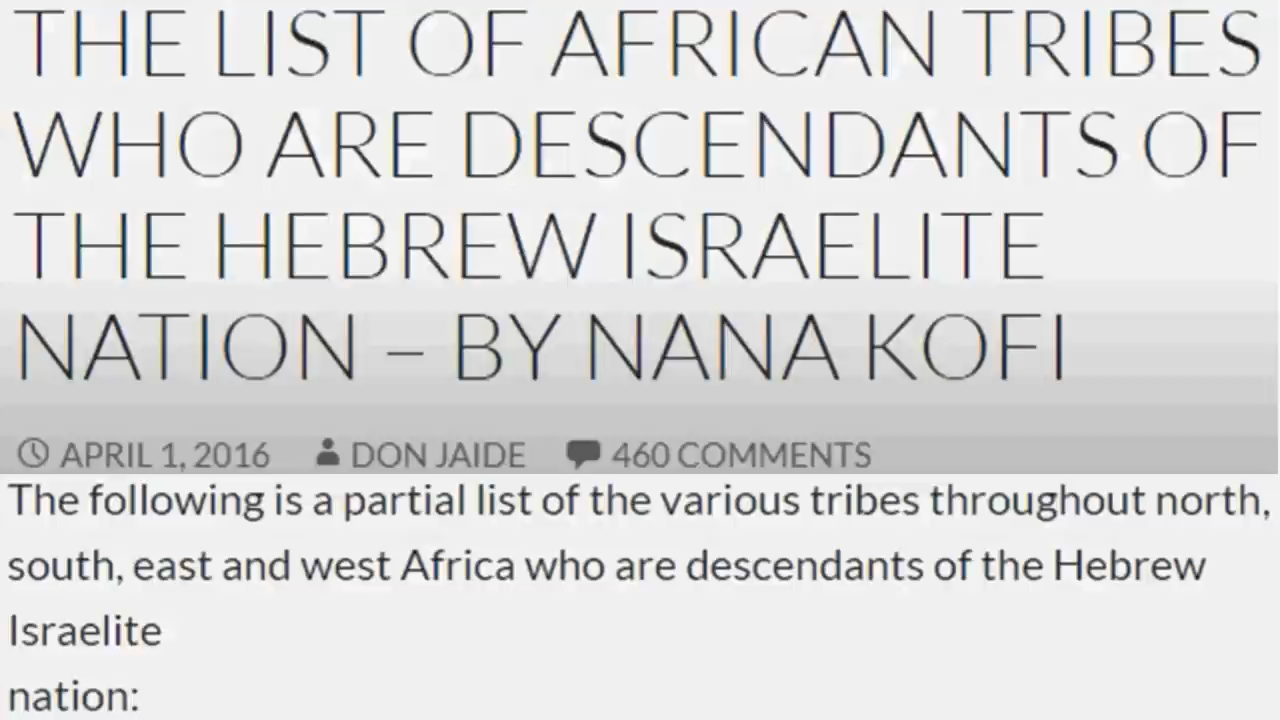 THE LIST OF AFRICAN TRIBES
WHO ARE DESCENDANTS OF
THE HEBREW ISRAELITE
NATION – BY NANA KOFI
APRIL 1, 2016 DON JAIDE 460 COMMENTS
The following is a partial list of the various tribes throughout north,
south, east and west Africa who are descendants of the Hebrew
Israelite
nation: